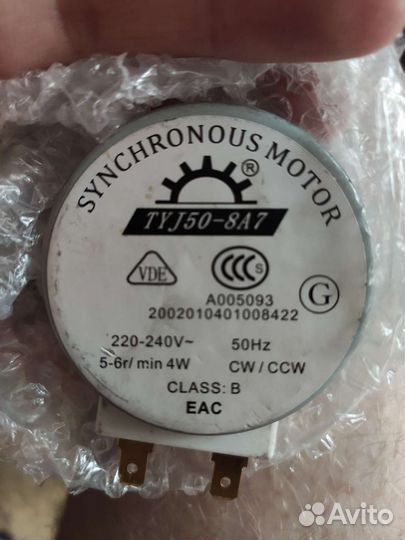 SYNCHRONOUS MOTOR
®
TYJ50-8A7
VDE
CCC S
G
A005093
2002010401008422
220-240V~ 50Hz
5-6r/min 4W CW/CCW
CLASS: B
EAC
Avito